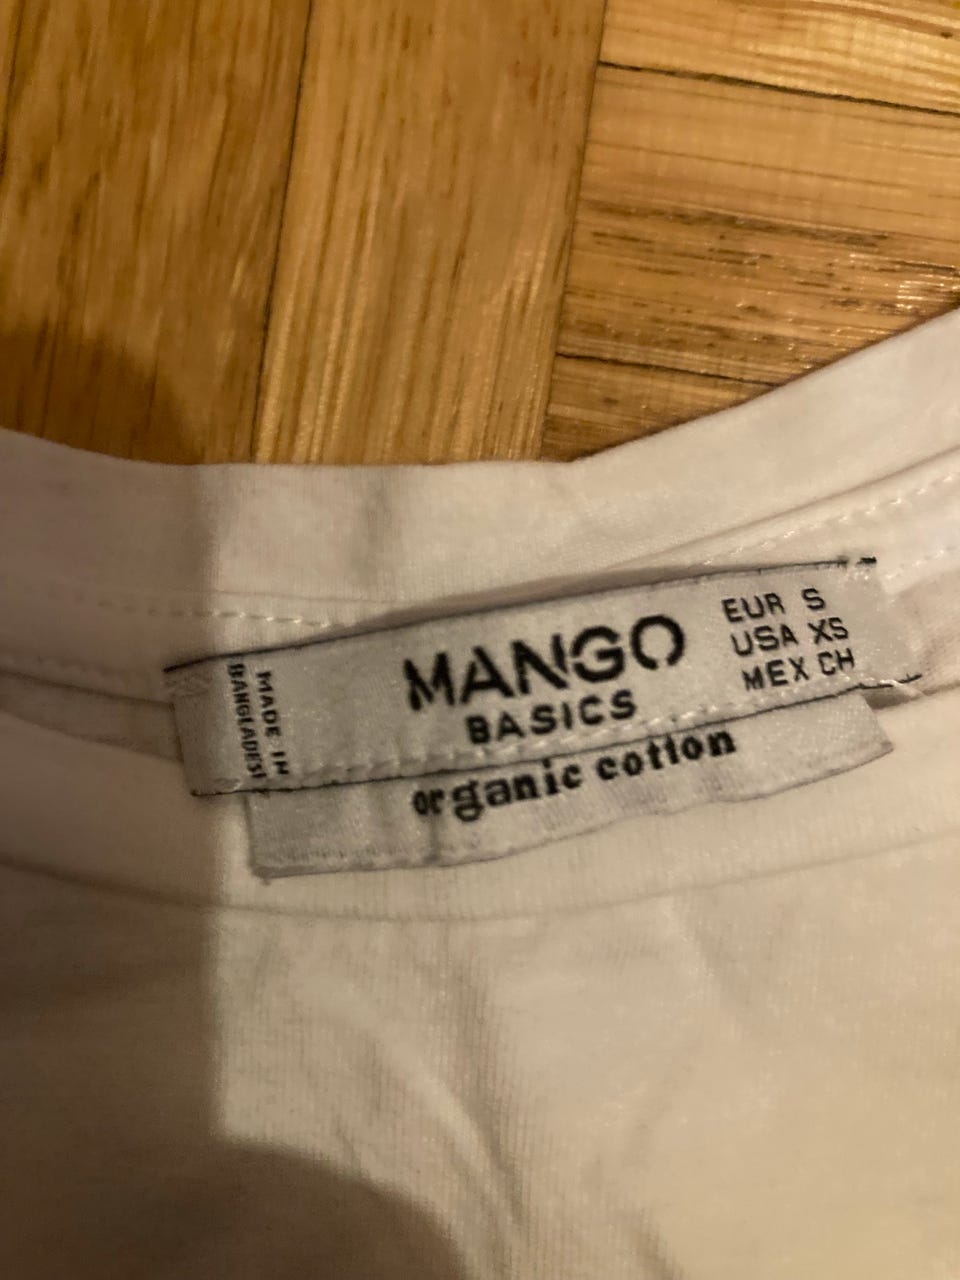 MANGO
BASICS
EUR S
USA XS
MEX CH
MADE IN
BANGLADESH
organic cotton